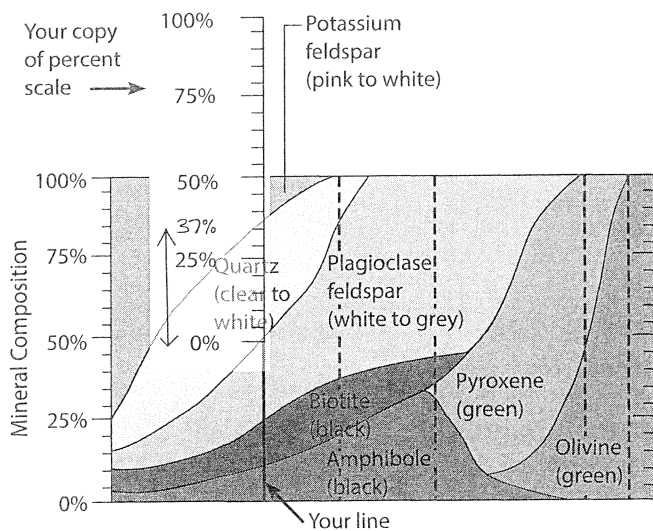 Your copy
of percent
scale
100%
75%
50%
37%
25%
0%
Potassium
feldspar
(pink to white)
Mineral Composition
100%
75%
50%
25%
0%
Quartz
(clear to
white)
Plagioclase
feldspar
(white to grey)
Biotite
(black)
Amphibole
(black)
Pyroxene
(green)
Olivine
(green)
Your line